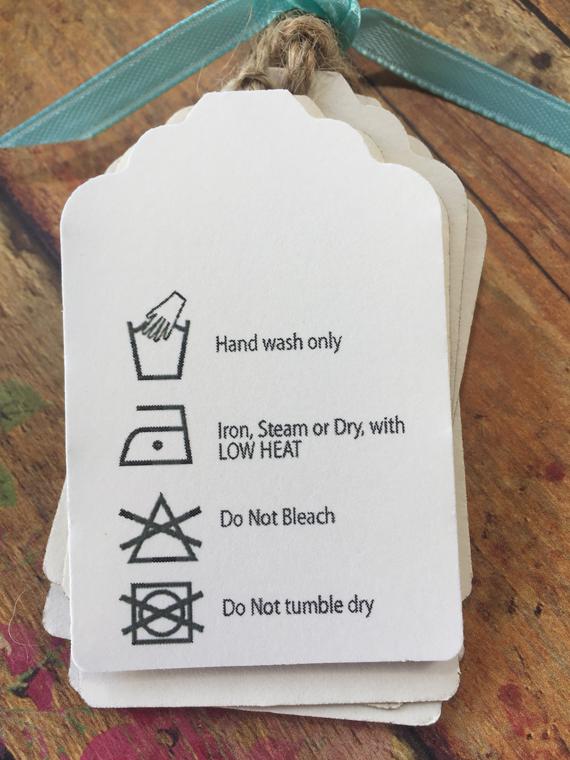 Hand wash only
Iron, Steam or Dry, with
LOW HEAT
Do Not Bleach
Do Not tumble dry